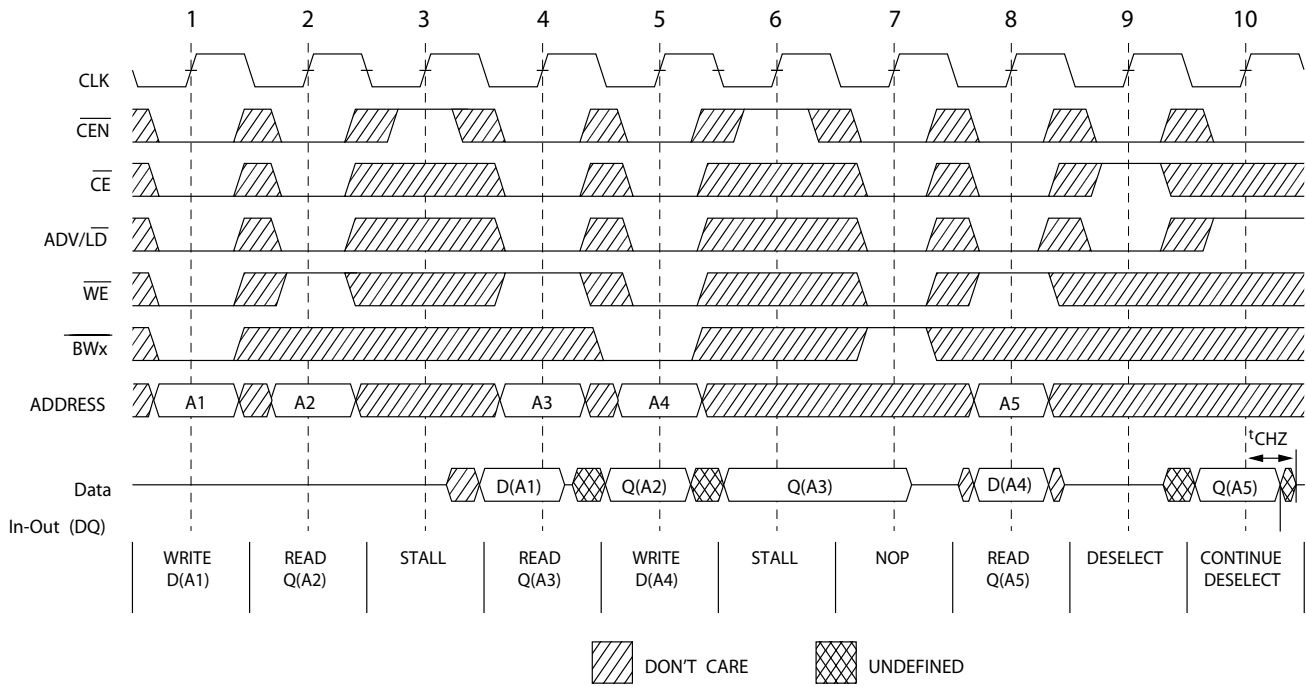 1 2 3 4 5 6 7 8 9 10
CLK
CEN
CE
ADV/LD
WE
BWx
ADDRESS A1 A2 A3 A4 A5
tCHZ
Data D(A1) Q(A2) Q(A3) D(A4) Q(A5)
In-Out (DQ)
WRITE READ STALL READ WRITE STALL NOP READ DESELECT CONTINUE
D(A1) Q(A2) Q(A3) D(A4) Q(A5) DESELECT
DON'T CARE UNDEFINED